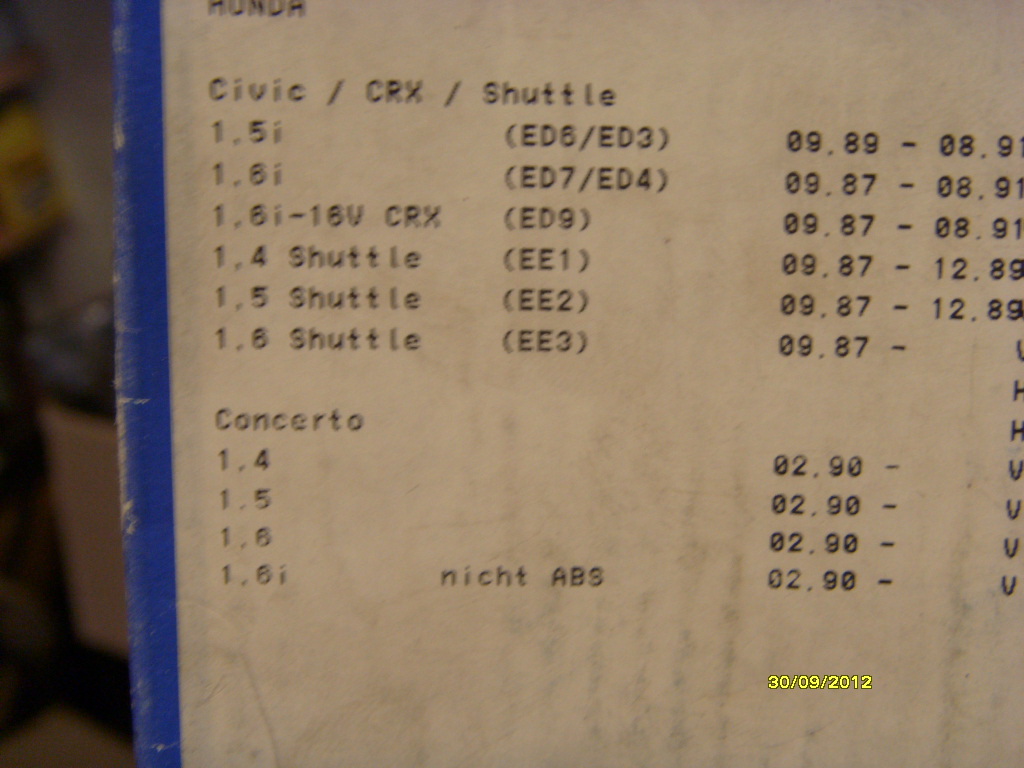 HONDA
Civic / CRX / Shuttle
1.5i (ED6/ED3) 09.89 - 08.91
1.6i (ED7/ED4) 09.87 - 08.91
1.6i-16V CRX (ED9) 09.87 - 08.91
1.4 Shuttle (EE1) 09.87 - 12.89
1.5 Shuttle (EE2) 09.87 - 12.89
1.6 Shuttle (EE3) 09.87 - V
H
Concerto H
1.4 02.90 - V
1.5 02.90 - V
1.6 02.90 - V
1.6i nicht ABS 02.90 - V
30/09/2012